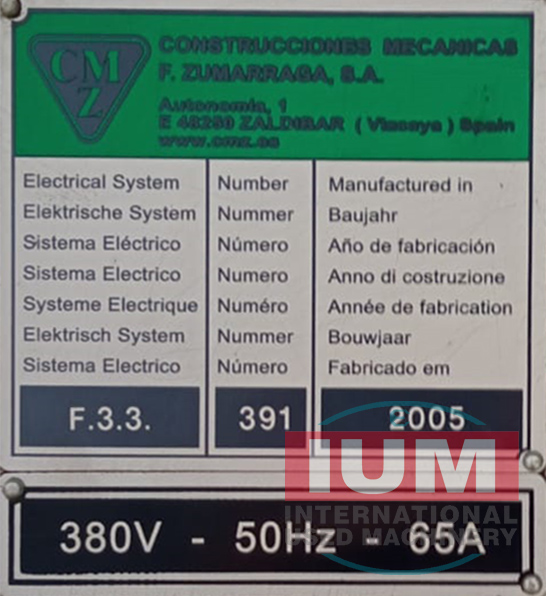 CMZ
CONSTRUCCIONES MECANICAS
F. ZUMARRAGA, S.A.
Autonomia, 1
E 48250 ZALDIBAR ( Vizcaya ) Spain
www.cmz.es
Electrical System Number Manufactured in
Elektrische System Nummer Baujahr
Sistema Eléctrico Número Año de fabricación
Sistema Electrico Numero Anno di costruzione
Systeme Electrique Numéro Année de fabrication
Elektrisch System Nummer Bouwjaar
Sistema Electrico Número Fabricado em
F.3.3. 391 2005
IUM
INTERNATIONAL
USED MACHINERY
380V - 50Hz - 65A